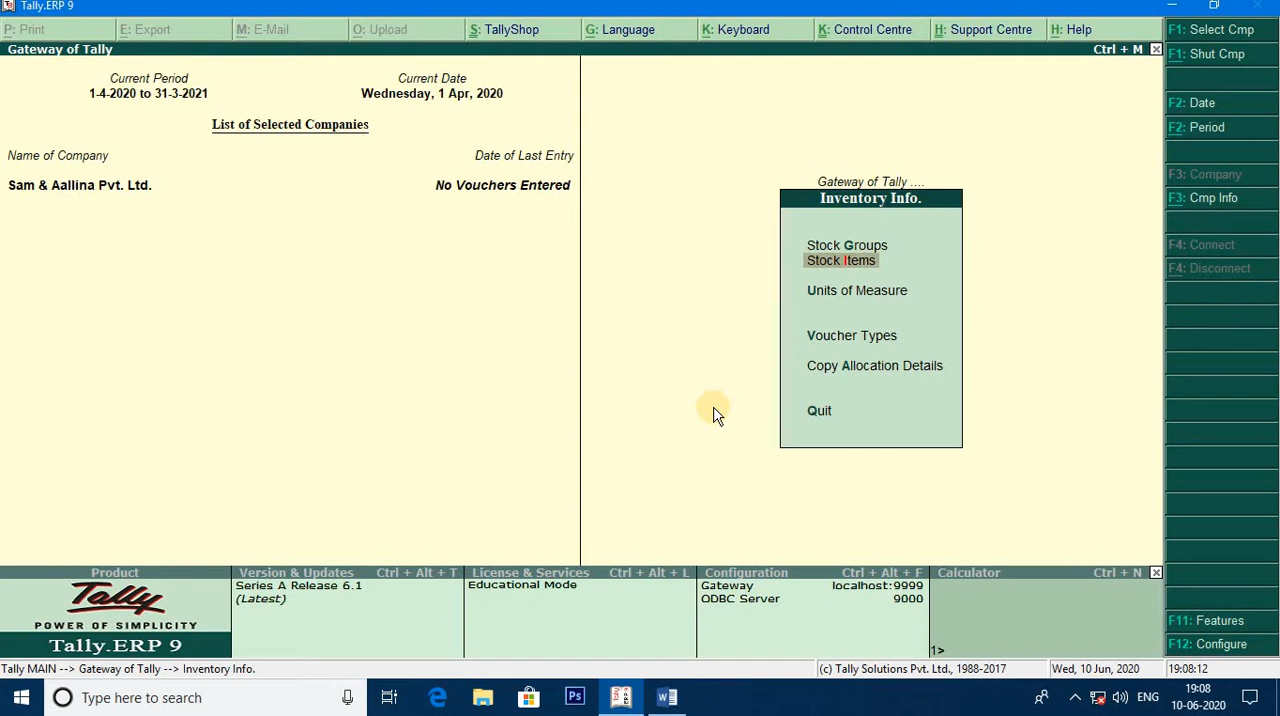 Tally.ERP 9
P: Print
E: Export
M: E-Mail
O: Upload
S: TallyShop
G: Language
K: Keyboard
K: Control Centre
H: Support Centre
H: Help
F1: Select Cmp
Gateway of Tally
Ctrl + M
F1: Shut Cmp
Current Period
Current Date
1-4-2020 to 31-3-2021
Wednesday, 1 Apr, 2020
F2: Date
List of Selected Companies
F2: Period
Name of Company
Date of Last Entry
Sam & Aallina Pvt. Ltd.
No Vouchers Entered
Gateway of Tally ....
F3: Company
Inventory Info.
F3: Cmp Info
Stock Groups
F4: Connect
Stock Items
F4: Disconnect
Units of Measure
Voucher Types
Copy Allocation Details
Quit
Product
Version & Updates
Ctrl + Alt + T
License & Services
Ctrl + Alt + L
Configuration
Ctrl + Alt + F
Calculator
Ctrl + N
Series A Release 6.1
Educational Mode
Gateway
localhost:9999
(Latest)
ODBC Server
9000
Tally
POWER OF SIMPLICITY
Tally.ERP 9
1>
F11: Features
F12: Configure
Tally MAIN --> Gateway of Tally --> Inventory Info.
(c) Tally Solutions Pvt. Ltd., 1988-2017
Wed, 10 Jun, 2020
19:08:12
Type here to search
Ps
ENG
19:08
10-06-2020